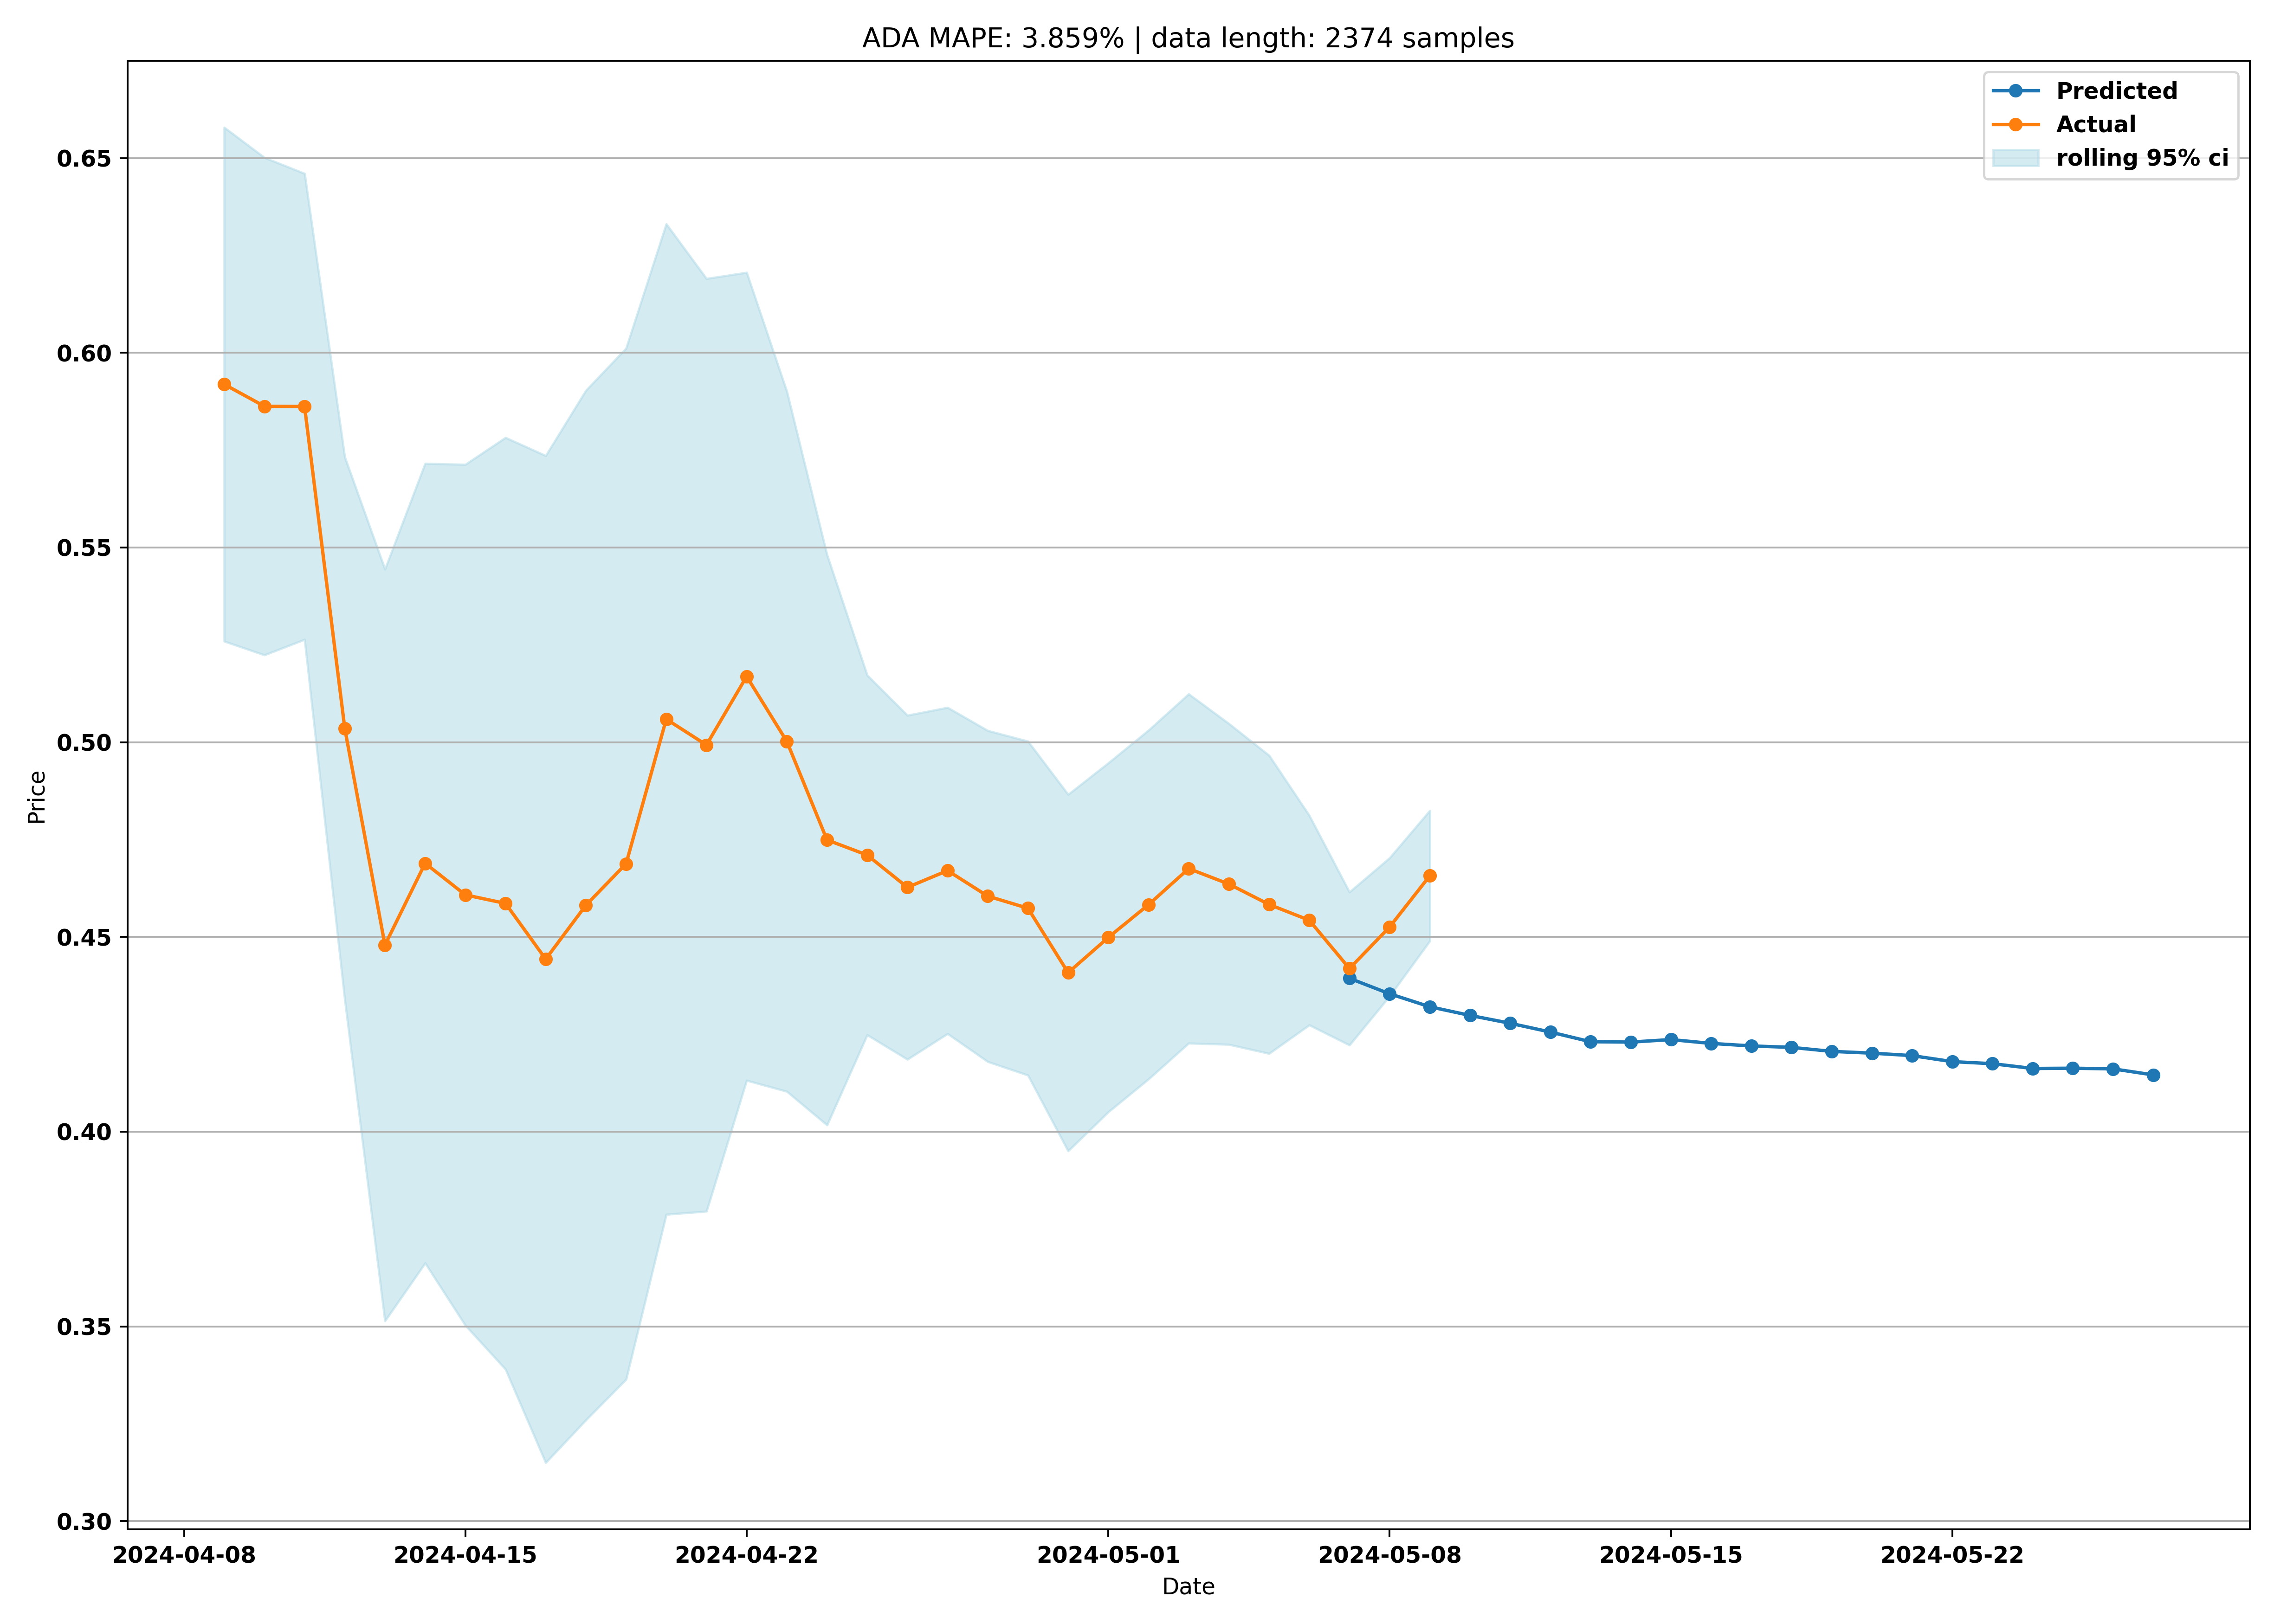 ADA MAPE: 3.859% | data length: 2374 samples
Predicted
Actual
rolling 95% ci
0.65
0.60
0.55
0.50
0.45
0.40
0.35
0.30
Price
2024-04-08
2024-04-15
2024-04-22
2024-05-01
2024-05-08
2024-05-15
2024-05-22
Date